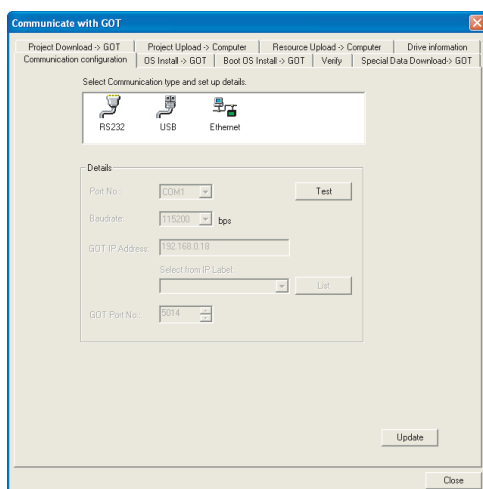 Communicate with GOT
Project Download -> GOT Project Upload -> Computer Resource Upload -> Computer Drive information
Communication configuration OS Install -> GOT Boot OS Install -> GOT Verify Special Data Download-> GOT
Select Communication type and set up details.
RS232 USB Ethernet
Details
Port No.: COM1 Test
Baudrate: 115200 bps
GOT IP Address: 192.168.0.18
Select from IP Label:
List
GOT Port No.: 5014
Update
Close